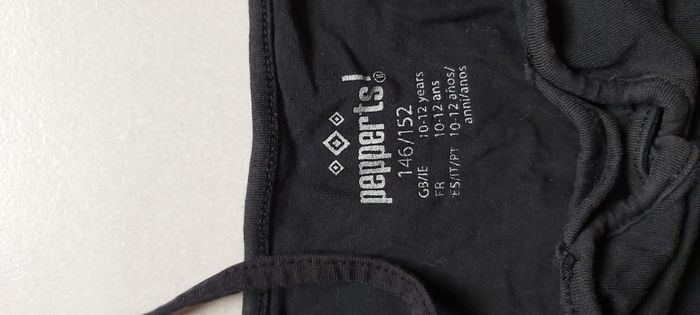 pepperts!®
146/152
GB/IE 10-12 years
FR 10-12 ans
ES/IT/PT 10-12 años/
anni/anos